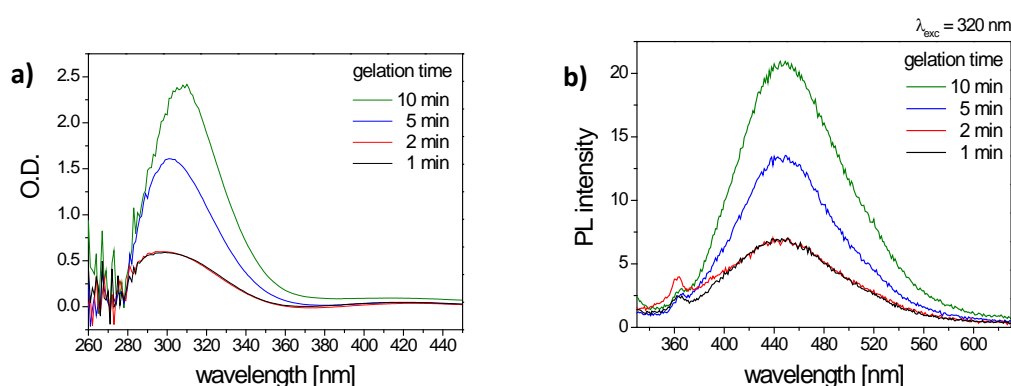 a)
gelation time
10 min
5 min
2 min
1 min
O.D.
2.5
2.0
1.5
1.0
0.5
0.0
260 280 300 320 340 360 380 400 420 440
wavelength [nm]
b)
λexc = 320 nm
gelation time
10 min
5 min
2 min
1 min
PL intensity
20
15
10
5
0
360 400 440 480 520 560 600
wavelength [nm]